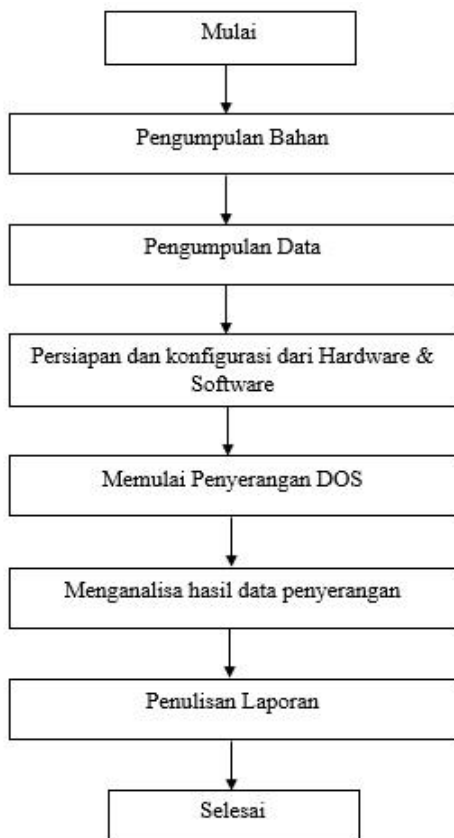 Mulai
Pengumpulan Bahan
Pengumpulan Data
Persiapan dan konfigurasi dari Hardware &
Software
Memulai Penyerangan DOS
Menganalisa hasil data penyerangan
Penulisan Laporan
Selesai